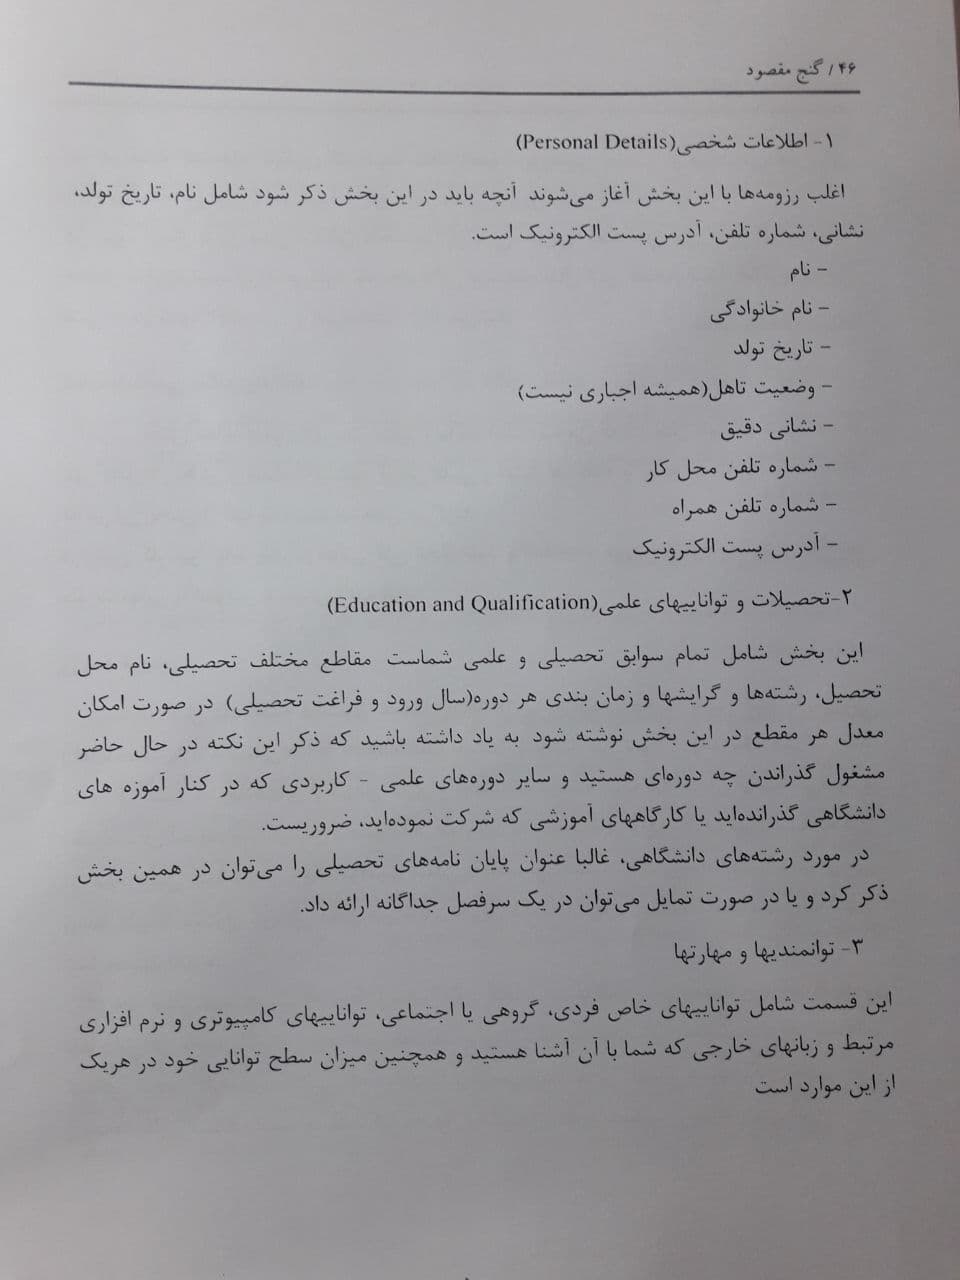 ۴۶ / گنج مقصود
۱- اطلاعات شخصی(Personal Details)
اغلب رزومه‌ها با این بخش آغاز می‌شوند آنچه باید در این بخش ذکر شود شامل نام، تاریخ تولد،
نشانی، شماره تلفن، آدرس پست الکترونیک است.
– نام
– نام خانوادگی
– تاریخ تولد
– وضعیت تاهل(همیشه اجباری نیست)
– نشانی دقیق
– شماره تلفن محل کار
– شماره تلفن همراه
– آدرس پست الکترونیک
۲-تحصیلات و تواناییهای علمی(Education and Qualification)
این بخش شامل تمام سوابق تحصیلی و علمی شماست مقاطع مختلف تحصیلی، نام محل
تحصیل، رشته‌ها و گرایشها و زمان بندی هر دوره(سال ورود و فراغت تحصیلی) در صورت امکان
معدل هر مقطع در این بخش نوشته شود به یاد داشته باشید که ذکر این نکته در حال حاضر
مشغول گذراندن چه دوره‌ای هستید و سایر دوره‌های علمی – کاربردی که در کنار آموزه های
دانشگاهی گذرانده‌اید یا کارگاههای آموزشی که شرکت نموده‌اید، ضروریست.
در مورد رشته‌های دانشگاهی، غالبا عنوان پایان نامه‌های تحصیلی را می‌توان در همین بخش
ذکر کرد و یا در صورت تمایل می‌توان در یک سرفصل جداگانه ارائه داد.
۳- توانمندیها و مهارتها
این قسمت شامل تواناییهای خاص فردی، گروهی یا اجتماعی، تواناییهای کامپیوتری و نرم افزاری
مرتبط و زبانهای خارجی که شما با آن آشنا هستید و همچنین میزان سطح توانایی خود در هریک
از این موارد است